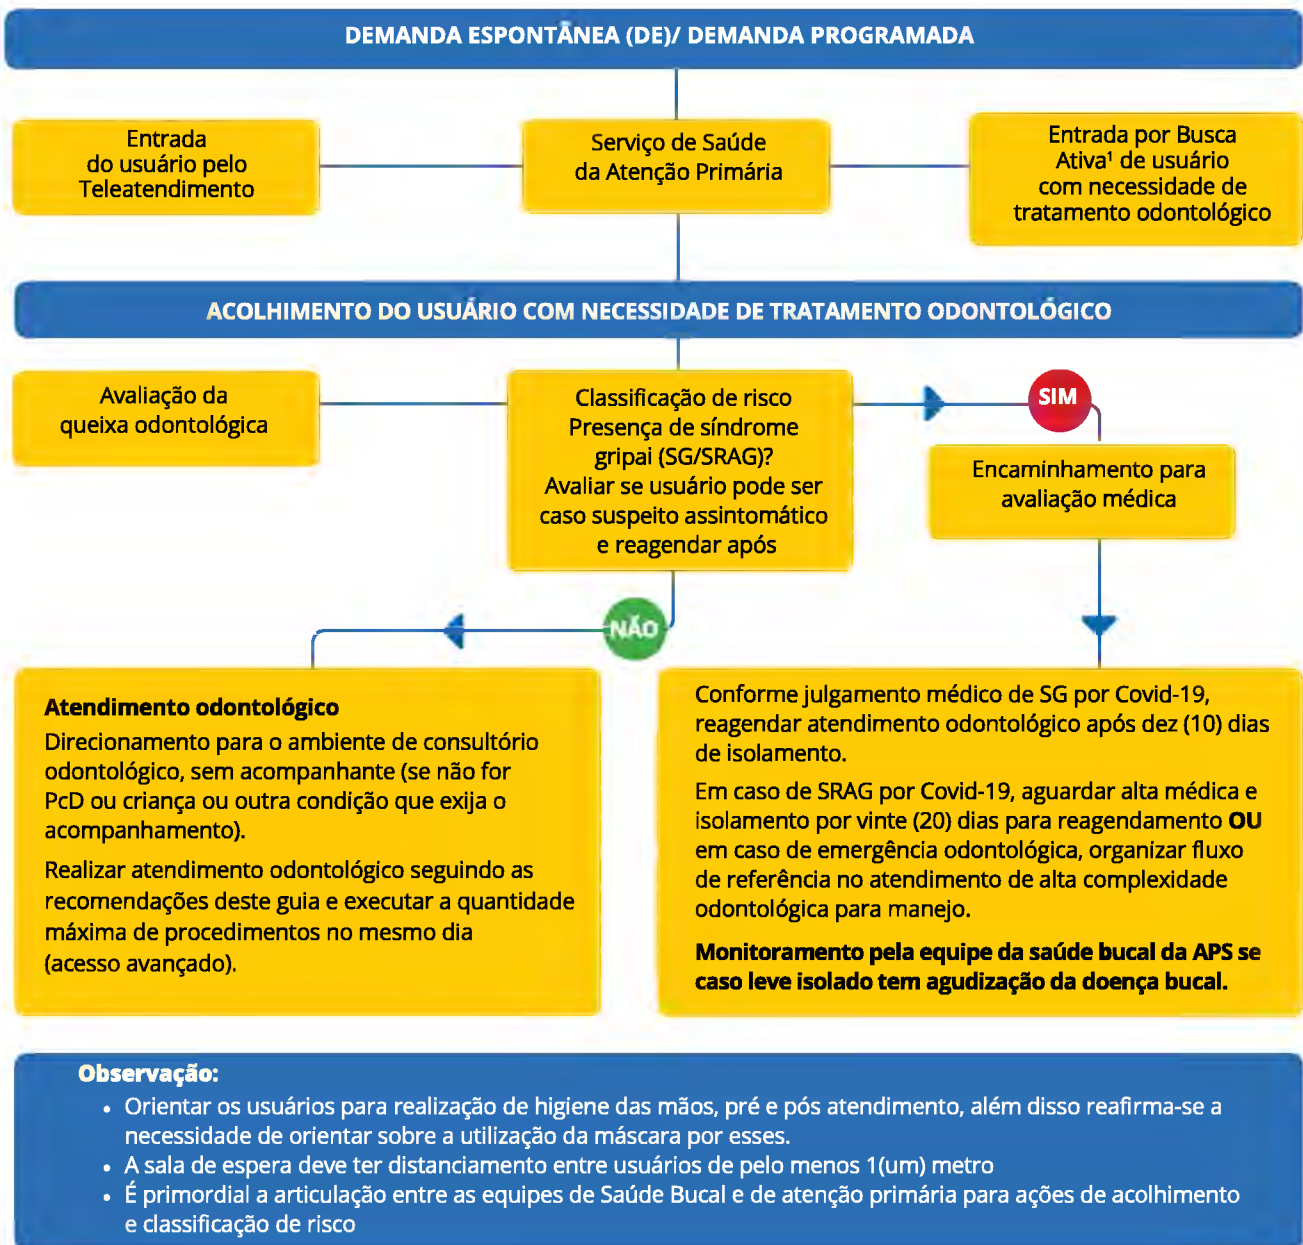 DEMANDA ESPONTÂNEA (DE)/ DEMANDA PROGRAMADA
Entrada
do usuário pelo
Teleatendimento
Serviço de Saúde
da Atenção Primária
Entrada por Busca
Ativa¹ de usuário
com necessidade de
tratamento odontológico
ACOLHIMENTO DO USUÁRIO COM NECESSIDADE DE TRATAMENTO ODONTOLÓGICO
Avaliação da
queixa odontológica
Classificação de risco
Presença de síndrome
gripai (SG/SRAG)?
Avaliar se usuário pode ser
caso suspeito assintomático
e reagendar após
SIM
Encaminhamento para
avaliação médica
NÃO
Atendimento odontológico
Direcionamento para o ambiente de consultório
odontológico, sem acompanhante (se não for
PcD ou criança ou outra condição que exija o
acompanhamento).
Realizar atendimento odontológico seguindo as
recomendações deste guia e executar a quantidade
máxima de procedimentos no mesmo dia
(acesso avançado).
Conforme julgamento médico de SG por Covid-19,
reagendar atendimento odontológico após dez (10) dias
de isolamento.
Em caso de SRAG por Covid-19, aguardar alta médica e
isolamento por vinte (20) dias para reagendamento OU
em caso de emergência odontológica, organizar fluxo
de referência no atendimento de alta complexidade
odontológica para manejo.
Monitoramento pela equipe da saúde bucal da APS se
caso leve isolado tem agudização da doença bucal.
Observação:
• Orientar os usuários para realização de higiene das mãos, pré e pós atendimento, além disso reafirma-se a
necessidade de orientar sobre a utilização da máscara por esses.
• A sala de espera deve ter distanciamento entre usuários de pelo menos 1(um) metro
• É primordial a articulação entre as equipes de Saúde Bucal e de atenção primária para ações de acolhimento
e classificação de risco